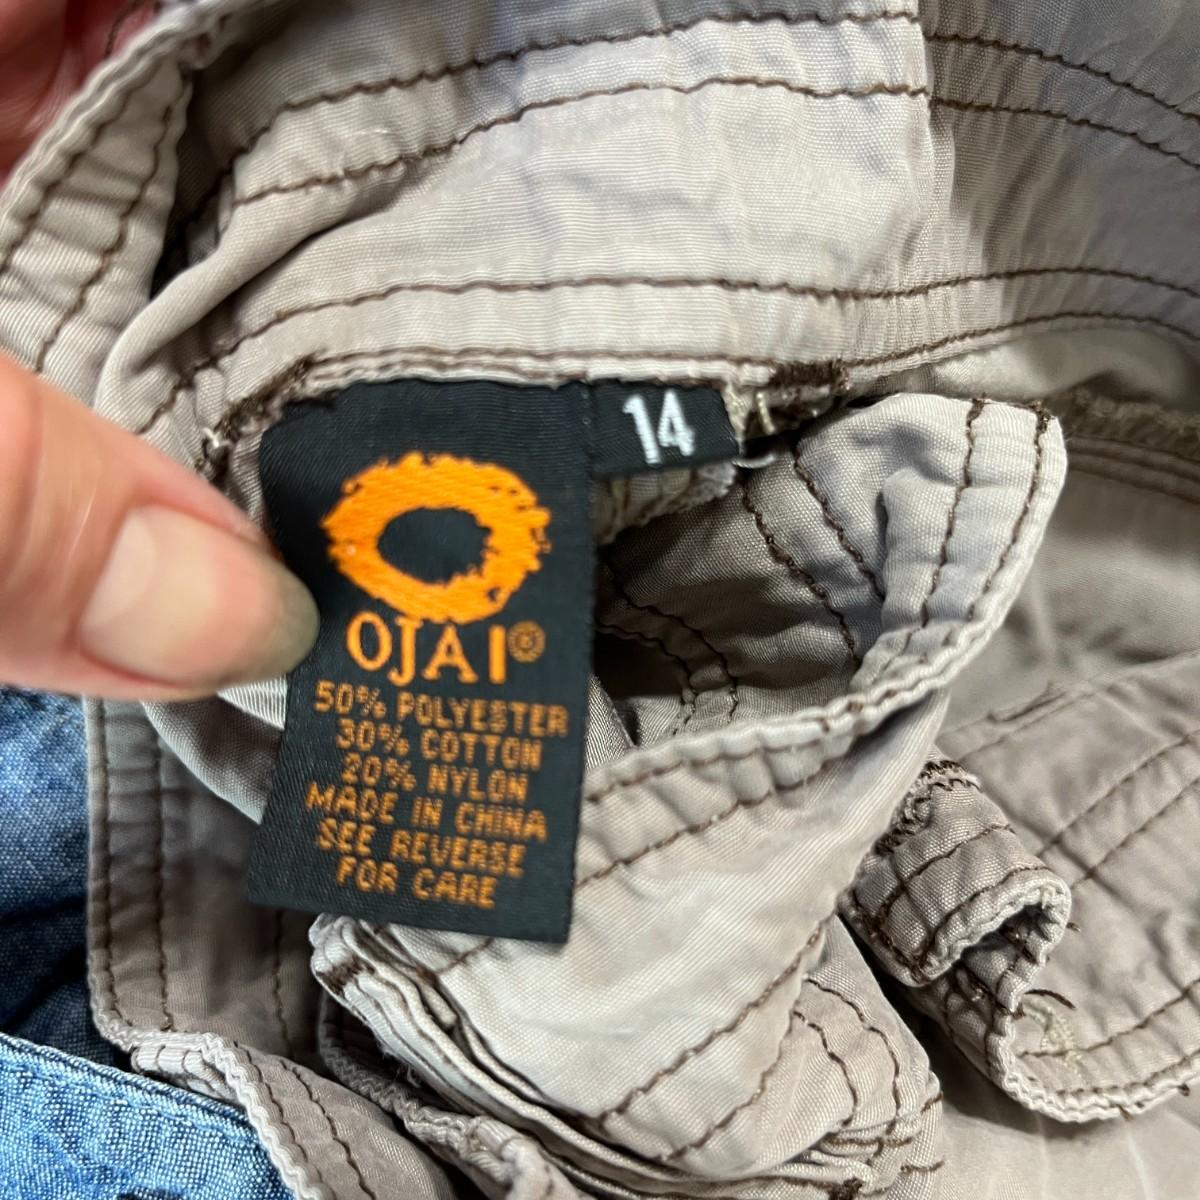 14
OJAI®
50% POLYESTER
30% COTTON
20% NYLON
MADE IN CHINA
SEE REVERSE
FOR CARE